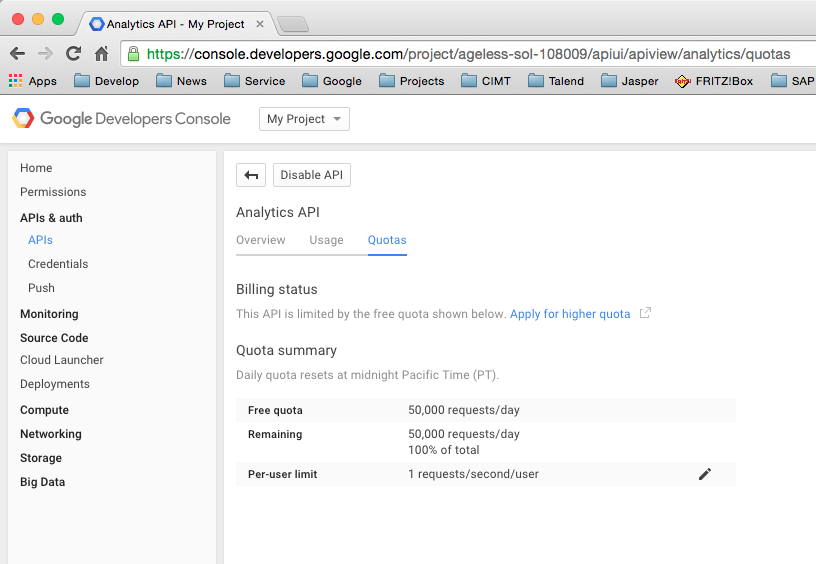 Analytics API - My Project
https://console.developers.google.com/project/ageless-sol-108009/apiui/apiview/analytics/quotas
Apps Develop News Service Google Projects CIMT Talend Jasper FRITZ!Box SAP
Google Developers Console My Project
Home
Permissions
APIs & auth
APIs
Credentials
Push
Monitoring
Source Code
Cloud Launcher
Deployments
Compute
Networking
Storage
Big Data
Disable API
Analytics API
Overview Usage Quotas
Billing status
This API is limited by the free quota shown below. Apply for higher quota
Quota summary
Daily quota resets at midnight Pacific Time (PT).
Free quota 50,000 requests/day
Remaining 50,000 requests/day
100% of total
Per-user limit 1 requests/second/user